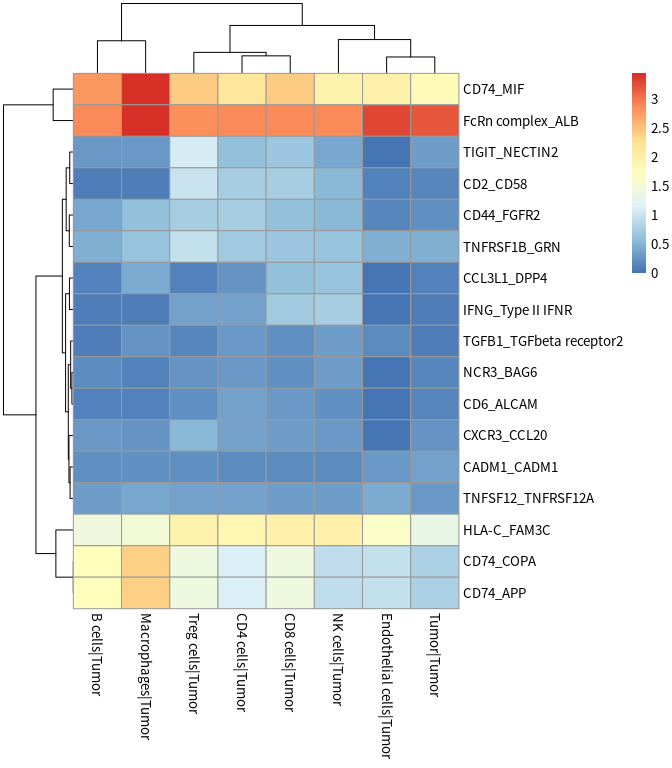 CD74_MIF
FcRn complex_ALB
TIGIT_NECTIN2
CD2_CD58
CD44_FGFR2
TNFRSF1B_GRN
CCL3L1_DPP4
IFNG_Type II IFNR
TGFB1_TGFbeta receptor2
NCR3_BAG6
CD6_ALCAM
CXCR3_CCL20
CADM1_CADM1
TNFSF12_TNFRSF12A
HLA-C_FAM3C
CD74_COPA
CD74_APP
3
2.5
2
1.5
1
0.5
0
B cells|Tumor
Macrophages|Tumor
Treg cells|Tumor
CD4 cells|Tumor
CD8 cells|Tumor
NK cells|Tumor
Endothelial cells|Tumor
Tumor|Tumor